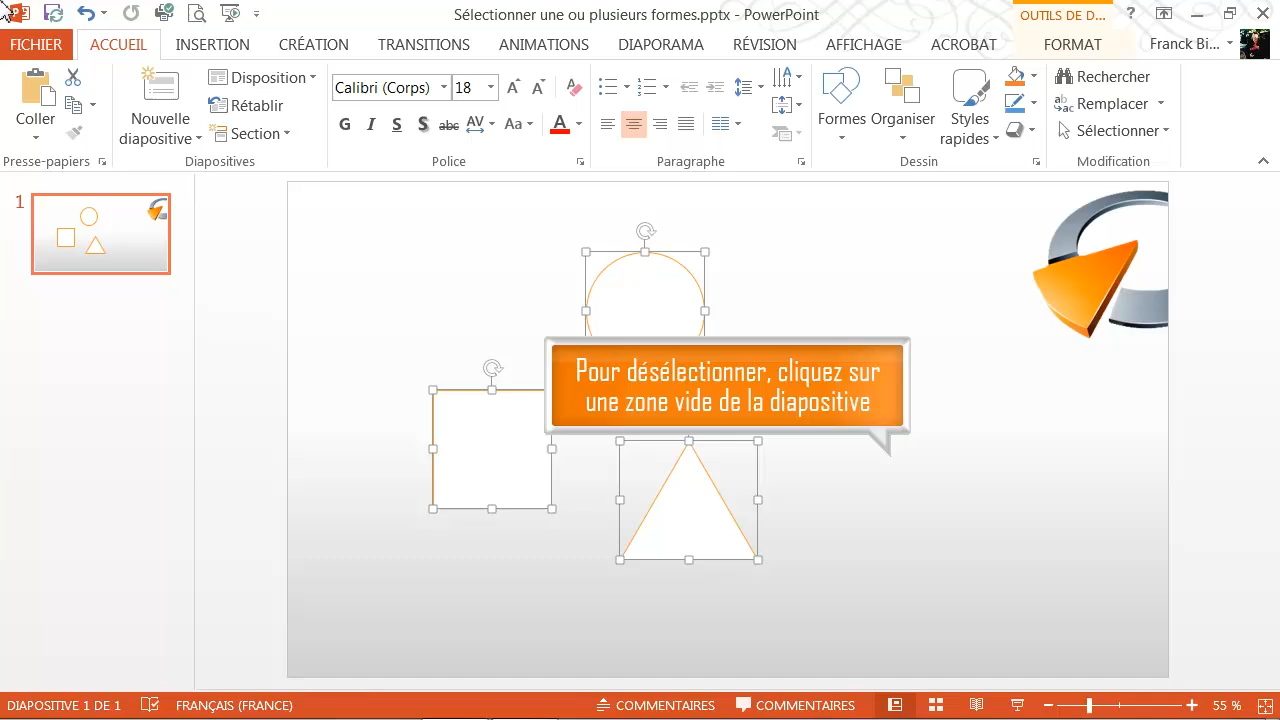 Sélectionner une ou plusieurs formes.pptx - PowerPoint
OUTILS DE D...
?
FICHIER
ACCUEIL
INSERTION
CRÉATION
TRANSITIONS
ANIMATIONS
DIAPORAMA
RÉVISION
AFFICHAGE
ACROBAT
FORMAT
Franck Bi...
Coller
Nouvelle
diapositive
Disposition
Rétablir
Section
Calibri (Corps)
18
G I S S abc AV Aa A
Formes
Organiser
Styles
rapides
Rechercher
Remplacer
Sélectionner
Presse-papiers
Diapositives
Police
Paragraphe
Dessin
Modification
1
Pour désélectionner, cliquez sur
une zone vide de la diapositive
DIAPOSITIVE 1 DE 1
FRANÇAIS (FRANCE)
COMMENTAIRES
COMMENTAIRES
55 %